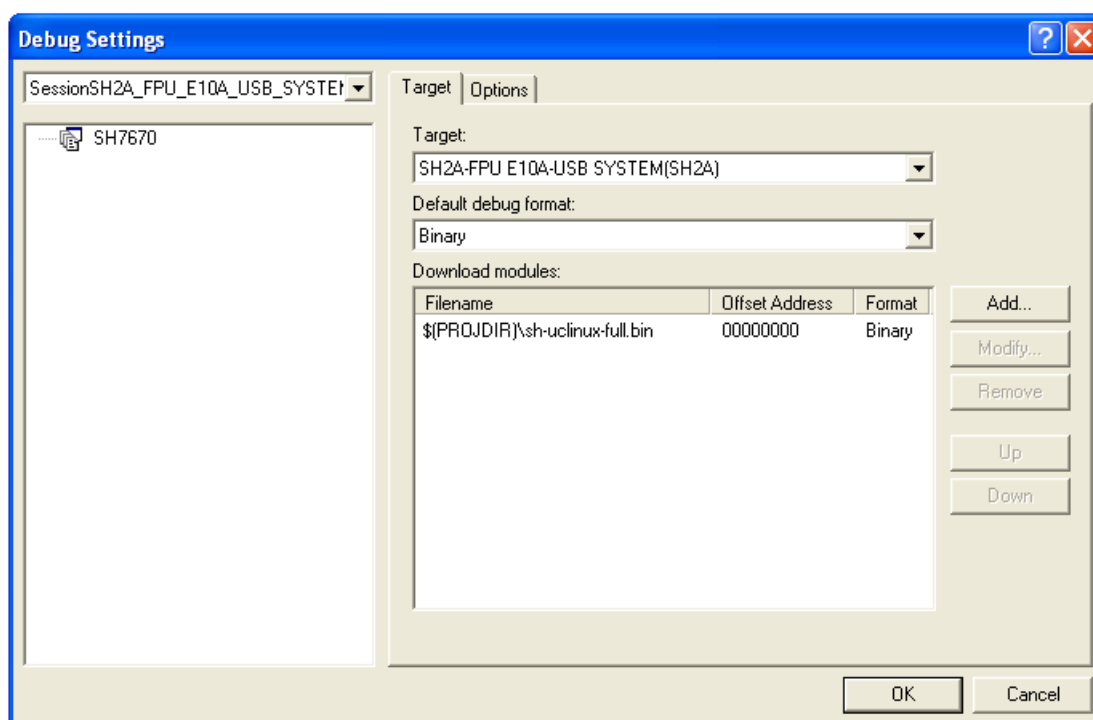 Debug Settings
SessionSH2A_FPU_E10A_USB_SYSTEM
SH7670
Target
Options
Target:
SH2A-FPU E10A-USB SYSTEM(SH2A)
Default debug format:
Binary
Download modules:
Filename Offset Address Format
$(PROJDIR)\sh-uclinux-full.bin 00000000 Binary
Add...
Modify...
Remove
Up
Down
OK
Cancel